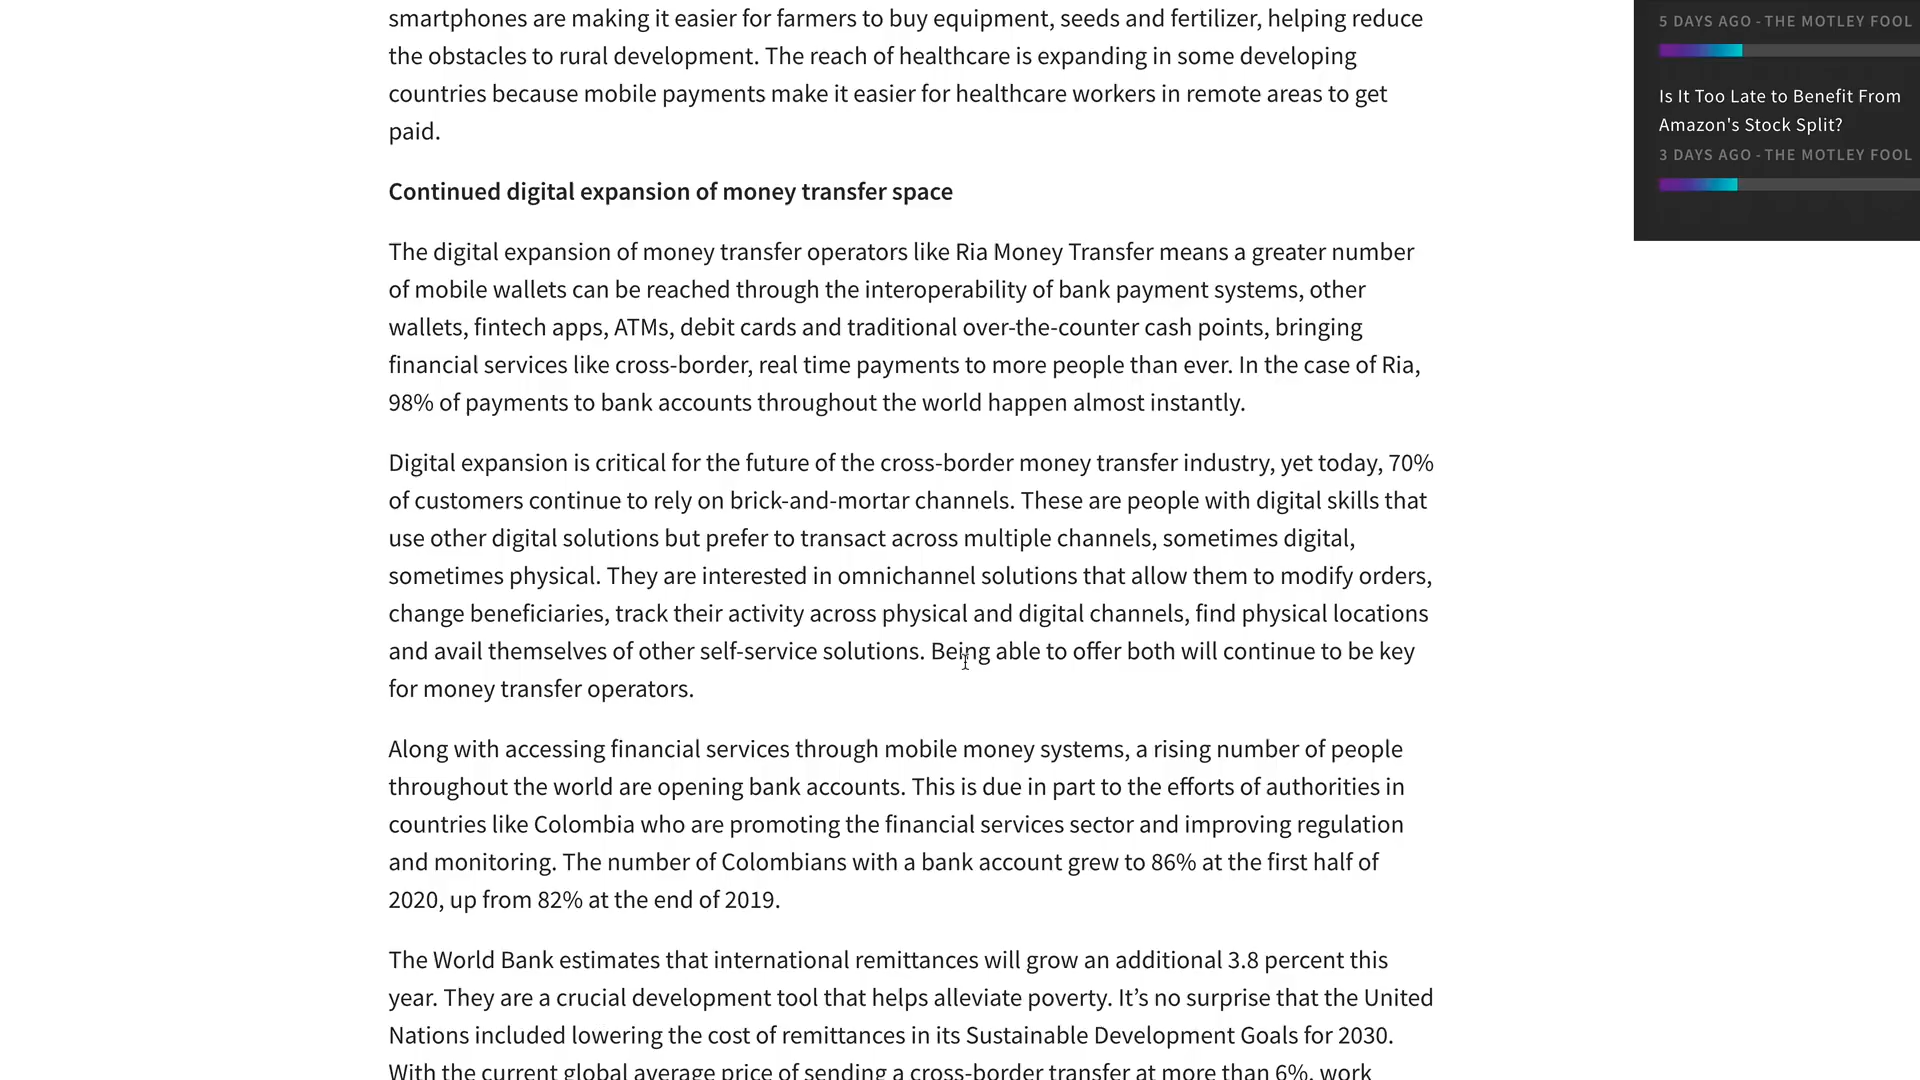 smartphones are making it easier for farmers to buy equipment, seeds and fertilizer, helping reduce
the obstacles to rural development. The reach of healthcare is expanding in some developing
countries because mobile payments make it easier for healthcare workers in remote areas to get
paid.
Continued digital expansion of money transfer space
The digital expansion of money transfer operators like Ria Money Transfer means a greater number
of mobile wallets can be reached through the interoperability of bank payment systems, other
wallets, fintech apps, ATMs, debit cards and traditional over-the-counter cash points, bringing
financial services like cross-border, real time payments to more people than ever. In the case of Ria,
98% of payments to bank accounts throughout the world happen almost instantly.
Digital expansion is critical for the future of the cross-border money transfer industry, yet today, 70%
of customers continue to rely on brick-and-mortar channels. These are people with digital skills that
use other digital solutions but prefer to transact across multiple channels, sometimes digital,
sometimes physical. They are interested in omnichannel solutions that allow them to modify orders,
change beneficiaries, track their activity across physical and digital channels, find physical locations
and avail themselves of other self-service solutions. Being able to offer both will continue to be key
for money transfer operators.
Along with accessing financial services through mobile money systems, a rising number of people
throughout the world are opening bank accounts. This is due in part to the efforts of authorities in
countries like Colombia who are promoting the financial services sector and improving regulation
and monitoring. The number of Colombians with a bank account grew to 86% at the first half of
2020, up from 82% at the end of 2019.
The World Bank estimates that international remittances will grow an additional 3.8 percent this
year. They are a crucial development tool that helps alleviate poverty. It’s no surprise that the United
Nations included lowering the cost of remittances in its Sustainable Development Goals for 2030.
With the current global average price of sending a cross-border transfer at more than 6%, work
5 DAYS AGO - THE MOTLEY FOOL
Is It Too Late to Benefit From
Amazon's Stock Split?
3 DAYS AGO - THE MOTLEY FOOL